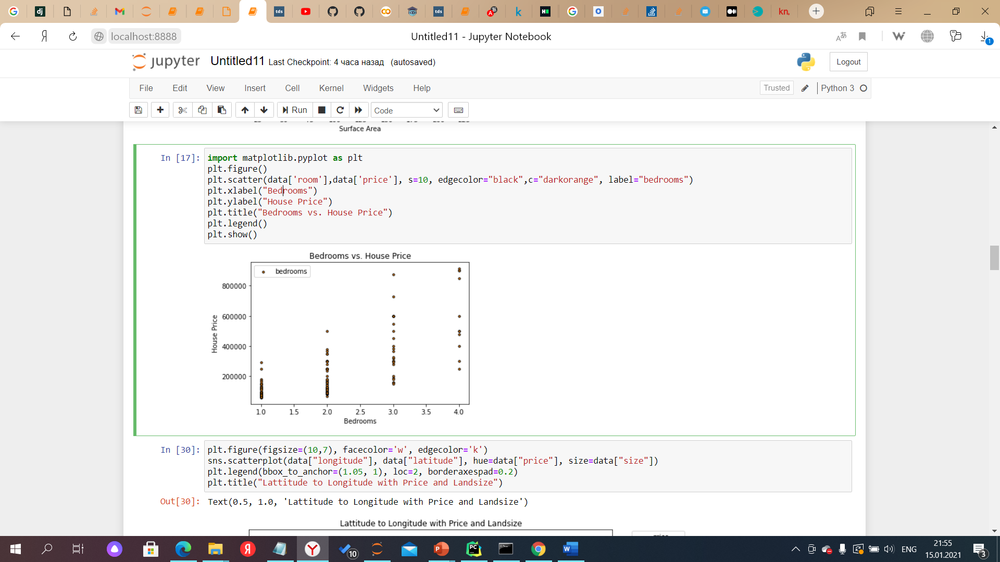 dj
tds
tds
k
H
kn.
localhost:8888
Untitled11 - Jupyter Notebook
1
jupyter
Untitled11 Last Checkpoint: 4 часа назад (autosaved)
Logout
File Edit View Insert Cell Kernel Widgets Help
Trusted
Python 3
Run
Code
Surface Area
In [17]:
import matplotlib.pyplot as plt
plt.figure()
plt.scatter(data['room'],data['price'], s=10, edgecolor="black",c="darkorange", label="bedrooms")
plt.xlabel("Bedrooms")
plt.ylabel("House Price")
plt.title("Bedrooms vs. House Price")
plt.legend()
plt.show()
Bedrooms vs. House Price
bedrooms
800000
600000
400000
200000
House Price
1.0 1.5 2.0 2.5 3.0 3.5 4.0
Bedrooms
In [30]:
plt.figure(figsize=(10,7), facecolor='w', edgecolor='k')
sns.scatterplot(data["longitude"], data["latitude"], hue=data["price"], size=data["size"])
plt.legend(bbox_to_anchor=(1.05, 1), loc=2, borderaxespad=0.2)
plt.title("Lattitude to Longitude with Price and Landsize")
Out[30]: Text(0.5, 1.0, 'Lattitude to Longitude with Price and Landsize')
Lattitude to Longitude with Price and Landsize
10
ENG
21:55
15.01.2021
3